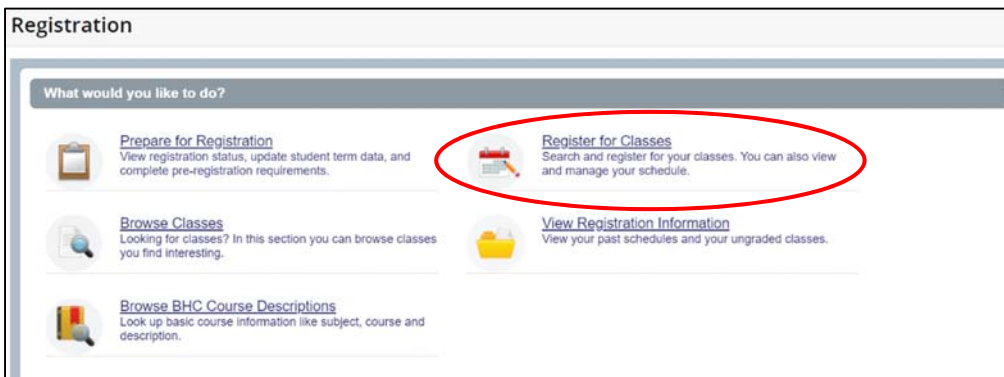 Registration
What would you like to do?
Prepare for Registration
View registration status, update student term data, and
complete pre-registration requirements.
Register for Classes
Search and register for your classes. You can also view
and manage your schedule.
Browse Classes
Looking for classes? In this section you can browse classes
you find interesting.
View Registration Information
View your past schedules and your ungraded classes.
Browse BHC Course Descriptions
Look up basic course information like subject, course and
description.